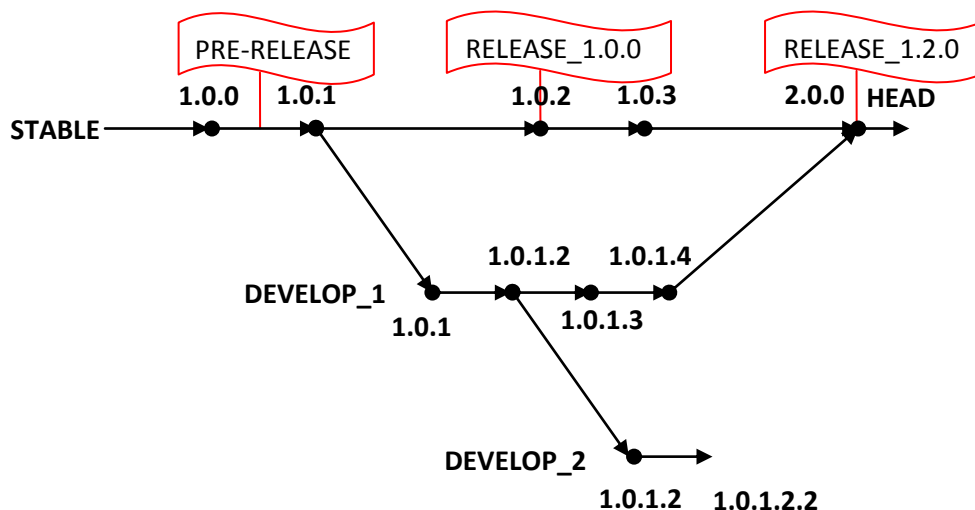 PRE-RELEASE
RELEASE_1.0.0
RELEASE_1.2.0
1.0.0
1.0.1
1.0.2
1.0.3
2.0.0
HEAD
STABLE
1.0.1.2
1.0.1.4
DEVELOP_1
1.0.1
1.0.1.3
DEVELOP_2
1.0.1.2
1.0.1.2.2